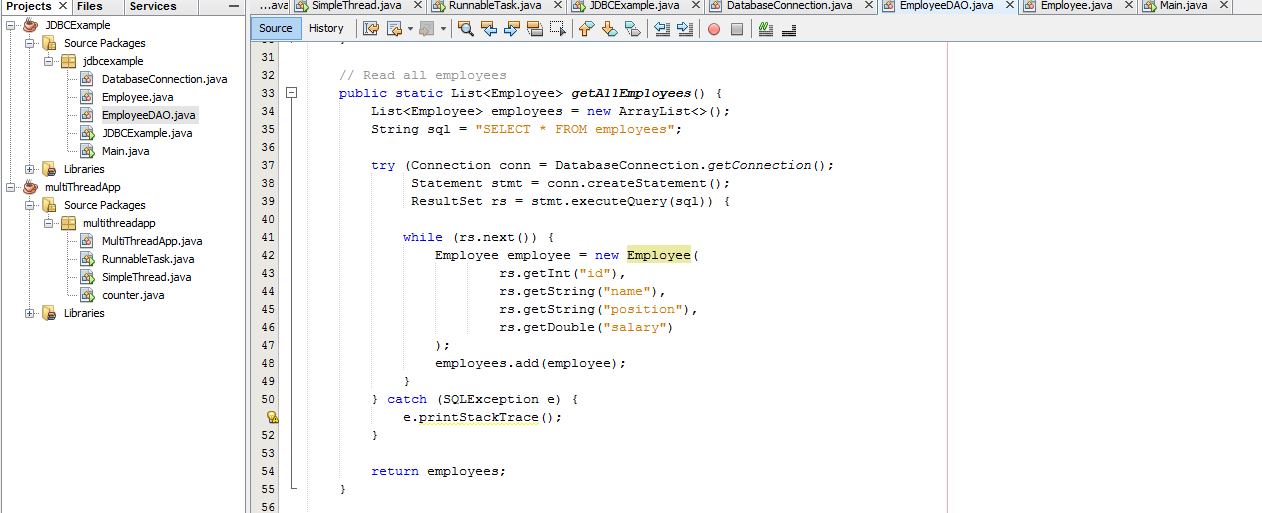 Projects Files Services
JDBCExample
Source Packages
jdbcexample
DatabaseConnection.java
Employee.java
EmployeeDAO.java
JDBCExample.java
Main.java
Libraries
multiThreadApp
Source Packages
multithreadapp
MultiThreadApp.java
RunnableTask.java
SimpleThread.java
counter.java
Libraries
...ava SimpleThread.java RunnableTask.java JDBCExample.java DatabaseConnection.java EmployeeDAO.java Employee.java Main.java
Source History
31
32 // Read all employees
33 public static List<Employee> getAllEmployees() {
34 List<Employee> employees = new ArrayList<>();
35 String sql = "SELECT * FROM employees";
36
37 try (Connection conn = DatabaseConnection.getConnection();
38 Statement stmt = conn.createStatement();
39 ResultSet rs = stmt.executeQuery(sql)) {
40
41 while (rs.next()) {
42 Employee employee = new Employee(
43 rs.getInt("id"),
44 rs.getString("name"),
45 rs.getString("position"),
46 rs.getDouble("salary")
47 );
48 employees.add(employee);
49 }
50 } catch (SQLException e) {
e.printStackTrace();
52 }
53
54 return employees;
55 }
56